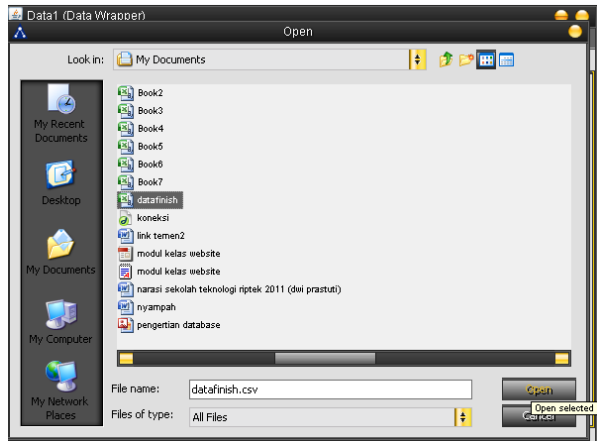 Data1 (Data Wrapper)
Open
Look in:
My Documents
My Recent
Documents
Desktop
My Documents
My Computer
My Network
Places
Book2
Book3
Book4
Book5
Book6
Book7
datafinish
koneksi
link temen2
modul kelas website
modul kelas website
narasi sekolah teknologi riptek 2011 (dwi prastuti)
nyampah
pengertian database
File name:
datafinish.csv
Open
Files of type:
All Files
Cancel
Open selected